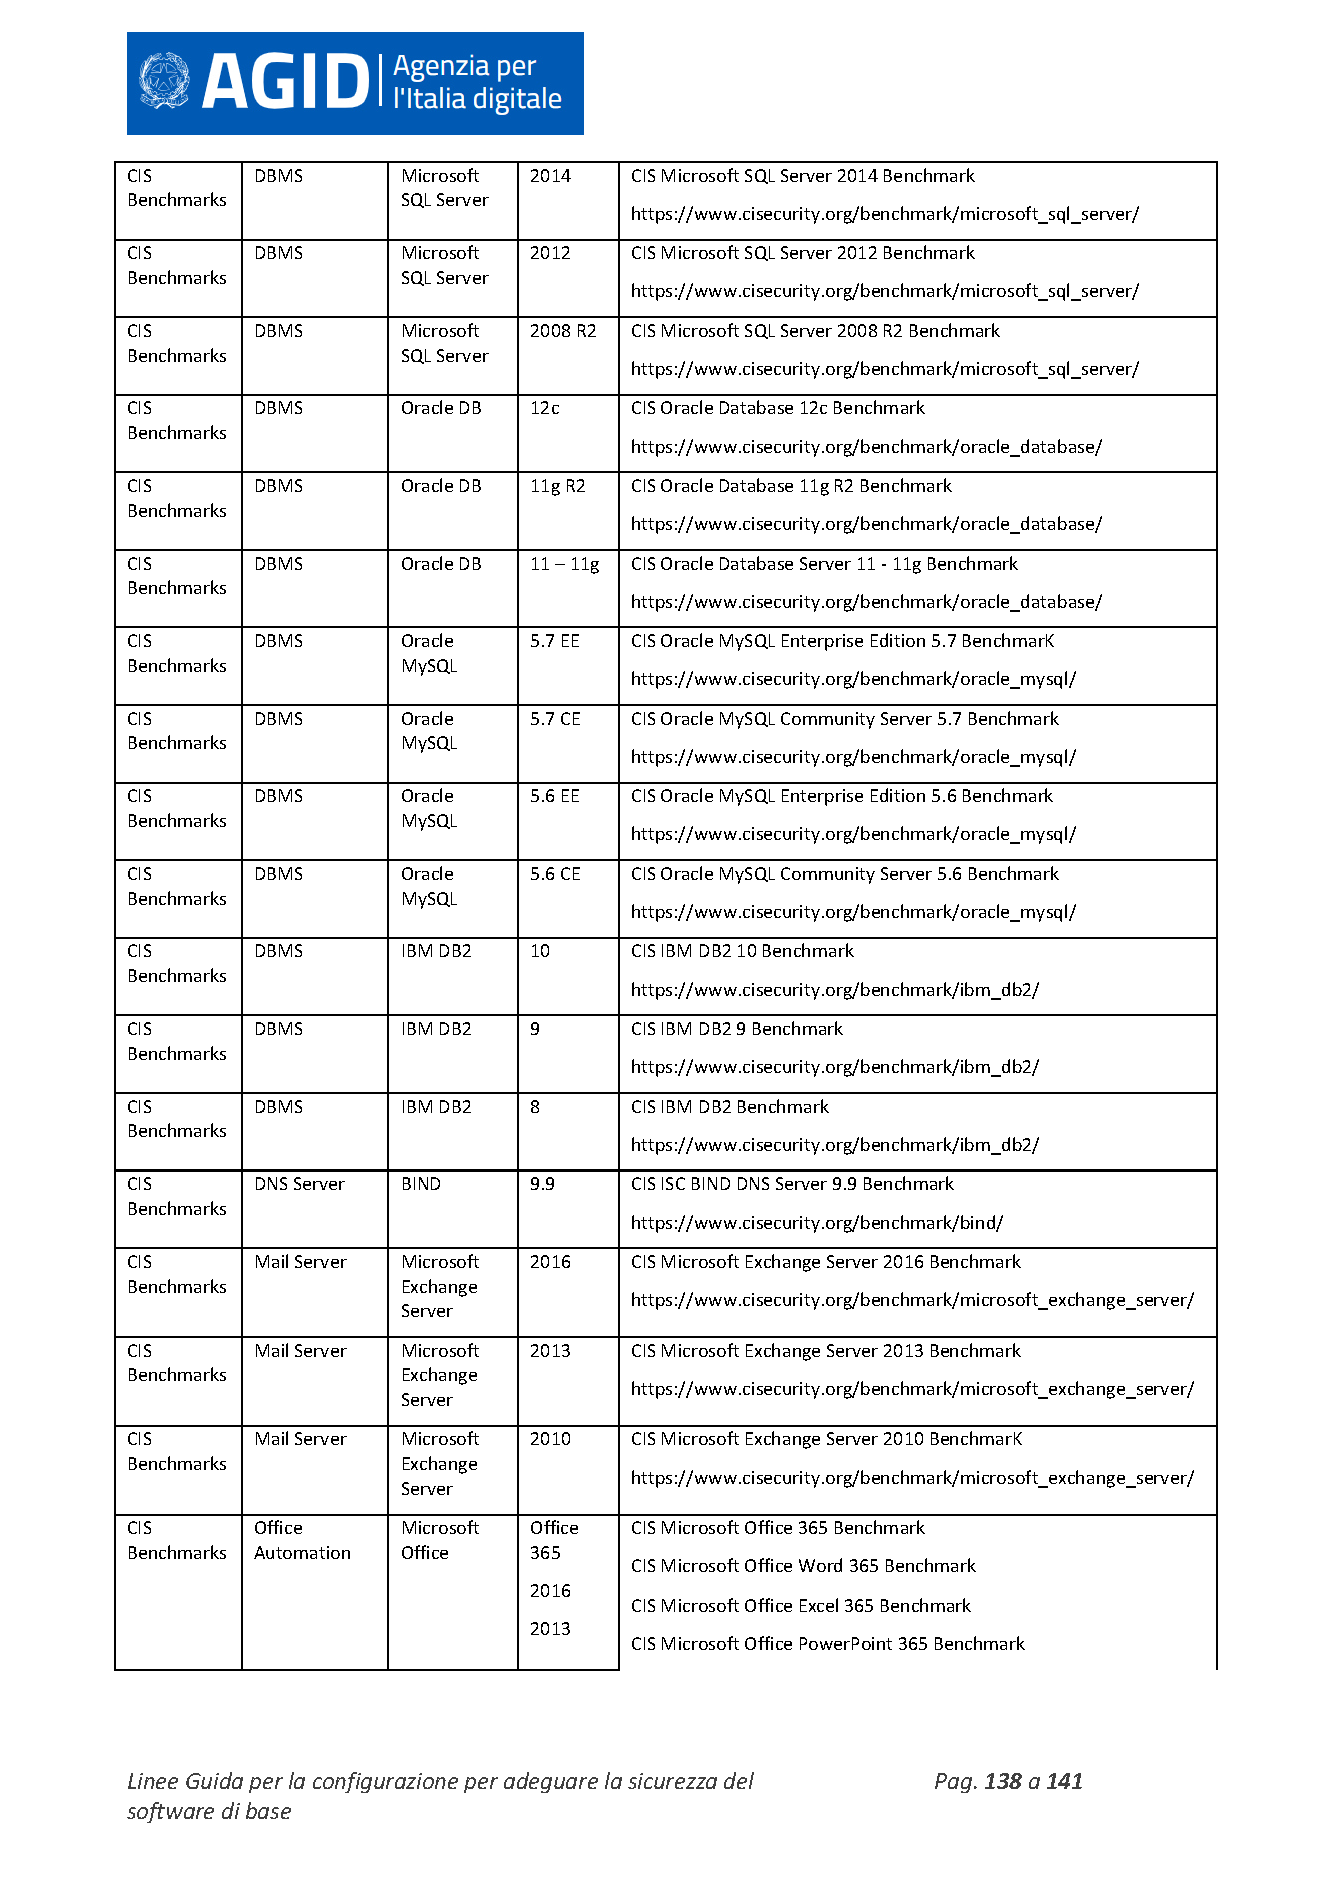 AGID
Agenzia per
l'Italia digitale
CIS
Benchmarks
DBMS
Microsoft
SQL Server
2014
CIS Microsoft SQL Server 2014 Benchmark
https://www.cisecurity.org/benchmark/microsoft_sql_server/
CIS
Benchmarks
DBMS
Microsoft
SQL Server
2012
CIS Microsoft SQL Server 2012 Benchmark
https://www.cisecurity.org/benchmark/microsoft_sql_server/
CIS
Benchmarks
DBMS
Microsoft
SQL Server
2008 R2
CIS Microsoft SQL Server 2008 R2 Benchmark
https://www.cisecurity.org/benchmark/microsoft_sql_server/
CIS
Benchmarks
DBMS
Oracle DB
12c
CIS Oracle Database 12c Benchmark
https://www.cisecurity.org/benchmark/oracle_database/
CIS
Benchmarks
DBMS
Oracle DB
11g R2
CIS Oracle Database 11g R2 Benchmark
https://www.cisecurity.org/benchmark/oracle_database/
CIS
Benchmarks
DBMS
Oracle DB
11 – 11g
CIS Oracle Database Server 11 - 11g Benchmark
https://www.cisecurity.org/benchmark/oracle_database/
CIS
Benchmarks
DBMS
Oracle
MySQL
5.7 EE
CIS Oracle MySQL Enterprise Edition 5.7 BenchmarK
https://www.cisecurity.org/benchmark/oracle_mysql/
CIS
Benchmarks
DBMS
Oracle
MySQL
5.7 CE
CIS Oracle MySQL Community Server 5.7 Benchmark
https://www.cisecurity.org/benchmark/oracle_mysql/
CIS
Benchmarks
DBMS
Oracle
MySQL
5.6 EE
CIS Oracle MySQL Enterprise Edition 5.6 Benchmark
https://www.cisecurity.org/benchmark/oracle_mysql/
CIS
Benchmarks
DBMS
Oracle
MySQL
5.6 CE
CIS Oracle MySQL Community Server 5.6 Benchmark
https://www.cisecurity.org/benchmark/oracle_mysql/
CIS
Benchmarks
DBMS
IBM DB2
10
CIS IBM DB2 10 Benchmark
https://www.cisecurity.org/benchmark/ibm_db2/
CIS
Benchmarks
DBMS
IBM DB2
9
CIS IBM DB2 9 Benchmark
https://www.cisecurity.org/benchmark/ibm_db2/
CIS
Benchmarks
DBMS
IBM DB2
8
CIS IBM DB2 Benchmark
https://www.cisecurity.org/benchmark/ibm_db2/
CIS
Benchmarks
DNS Server
BIND
9.9
CIS ISC BIND DNS Server 9.9 Benchmark
https://www.cisecurity.org/benchmark/bind/
CIS
Benchmarks
Mail Server
Microsoft
Exchange
Server
2016
CIS Microsoft Exchange Server 2016 Benchmark
https://www.cisecurity.org/benchmark/microsoft_exchange_server/
CIS
Benchmarks
Mail Server
Microsoft
Exchange
Server
2013
CIS Microsoft Exchange Server 2013 Benchmark
https://www.cisecurity.org/benchmark/microsoft_exchange_server/
CIS
Benchmarks
Mail Server
Microsoft
Exchange
Server
2010
CIS Microsoft Exchange Server 2010 BenchmarK
https://www.cisecurity.org/benchmark/microsoft_exchange_server/
CIS
Benchmarks
Office
Automation
Microsoft
Office
Office
365
2016
2013
CIS Microsoft Office 365 Benchmark
CIS Microsoft Office Word 365 Benchmark
CIS Microsoft Office Excel 365 Benchmark
CIS Microsoft Office PowerPoint 365 Benchmark
Linee Guida per la configurazione per adeguare la sicurezza del
software di base
Pag. 138 a 141